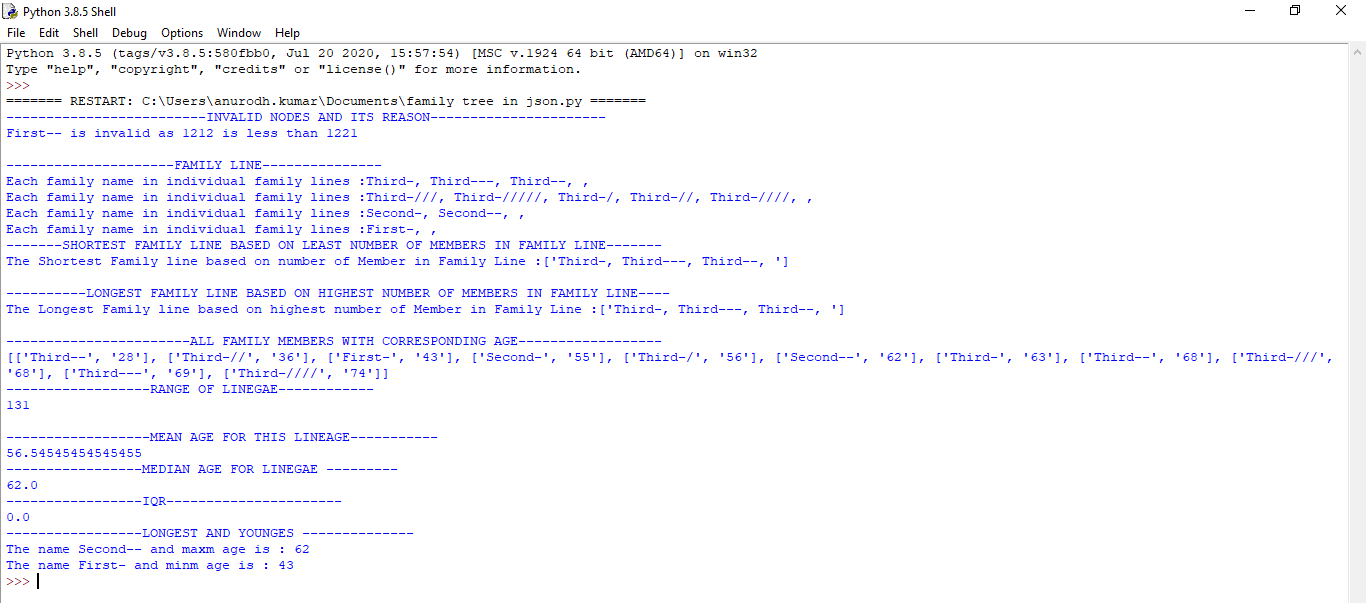 Python 3.8.5 Shell
File Edit Shell Debug Options Window Help
Python 3.8.5 (tags/v3.8.5:580fbb0, Jul 20 2020, 15:57:54) [MSC v.1924 64 bit (AMD64)] on win32
Type "help", "copyright", "credits" or "license()" for more information.
>>>
======= RESTART: C:\Users\anurodh.kumar\Documents\family tree in json.py =======
-------------------------INVALID NODES AND ITS REASON----------------------
First-- is invalid as 1212 is less than 1221
---------------------FAMILY LINE---------------
Each family name in individual family lines :Third-, Third---, Third--, ,
Each family name in individual family lines :Third-///, Third-/////, Third-/, Third-//, Third-////, ,
Each family name in individual family lines :Second-, Second--, ,
Each family name in individual family lines :First-, ,
-------SHORTEST FAMILY LINE BASED ON LEAST NUMBER OF MEMBERS IN FAMILY LINE-------
The Shortest Family line based on number of Member in Family Line :['Third-, Third---, Third--, ']
----------LONGEST FAMILY LINE BASED ON HIGHEST NUMBER OF MEMBERS IN FAMILY LINE----
The Longest Family line based on highest number of Member in Family Line :['Third-, Third---, Third--, ']
-----------------------ALL FAMILY MEMBERS WITH CORRESPONDING AGE------------------
[['Third--', '28'], ['Third-//', '36'], ['First-', '43'], ['Second-', '55'], ['Third-/', '56'], ['Second--', '62'], ['Third-', '63'], ['Third--', '68'], ['Third-///',
'68'], ['Third---', '69'], ['Third-////', '74']]
------------------RANGE OF LINEGAE------------
131
------------------MEAN AGE FOR THIS LINEAGE-----------
56.54545454545455
-----------------MEDIAN AGE FOR LINEGAE ---------
62.0
-----------------IQR----------------------
0.0
-----------------LONGEST AND YOUNGES --------------
The name Second-- and maxm age is : 62
The name First- and minm age is : 43
>>>